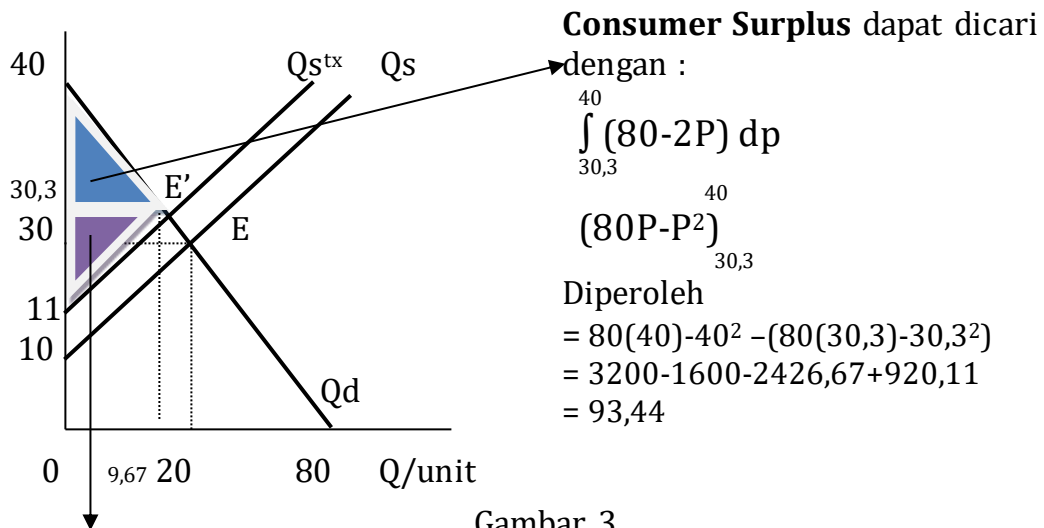 Consumer Surplus dapat dicari
dengan :
40
∫ (80-2P) dp
30,3
40
(80P-P²)
30,3
Diperoleh
= 80(40)-40² –(80(30,3)-30,3²)
= 3200-1600-2426,67+920,11
= 93,44
40
Qsᵗˣ Qs
30,3
E’
30
E
11
10
Qd
0 9,67 20 80 Q/unit
Gambar 3